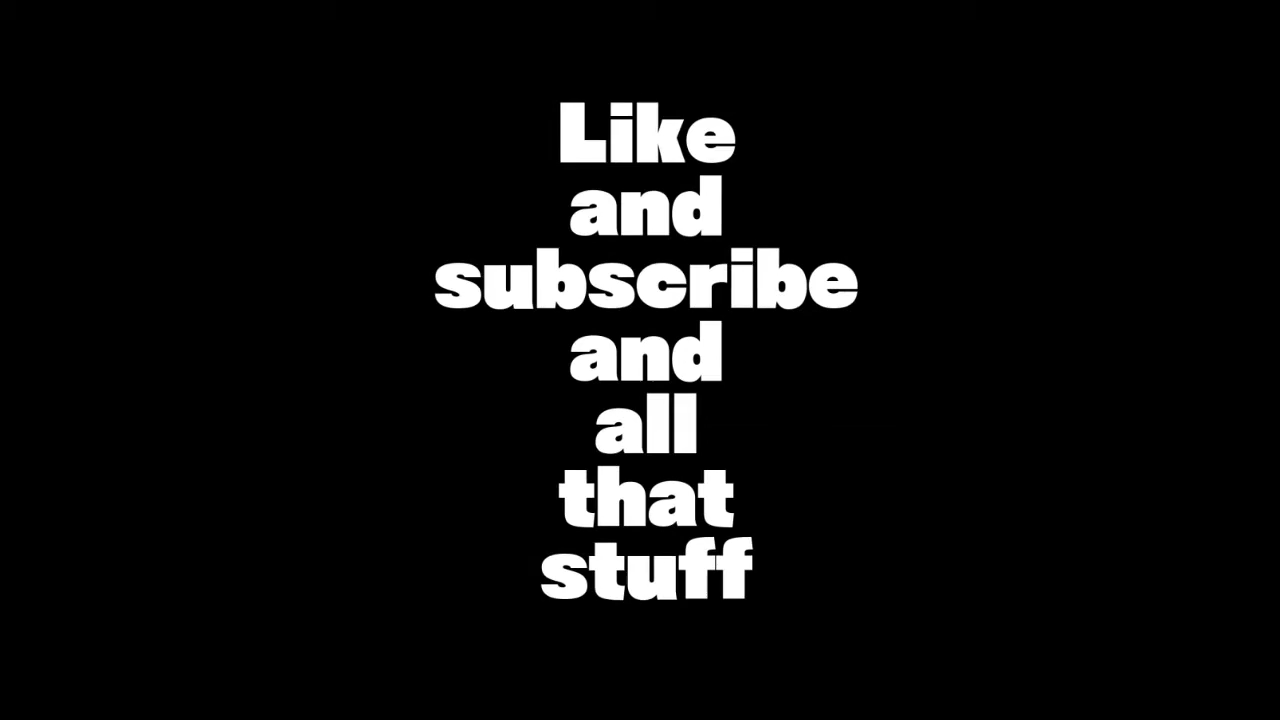 Like
and
subscribe
and
all
that
stuff